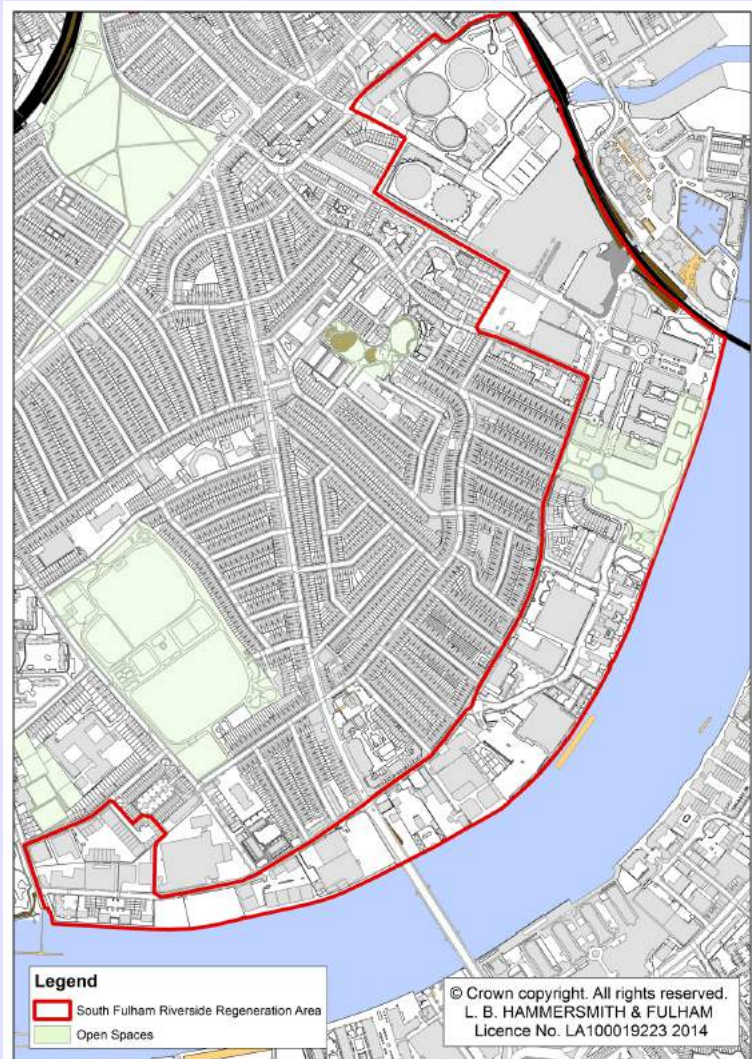 Legend
South Fulham Riverside Regeneration Area
Open Spaces
© Crown copyright. All rights reserved.
L. B. HAMMERSMITH & FULHAM
Licence No. LA100019223 2014